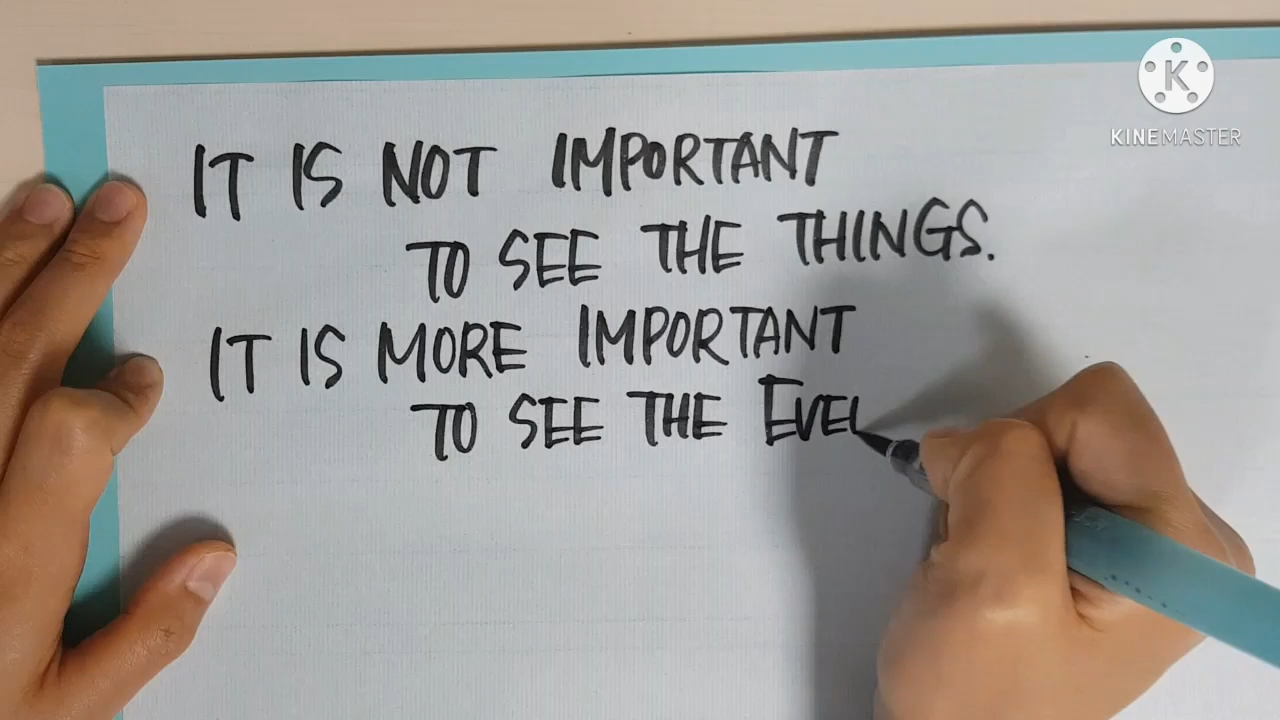 IT IS NOT IMPORTANT
TO SEE THE THINGS.
IT IS MORE IMPORTANT
TO SEE THE
K
KINEMASTER